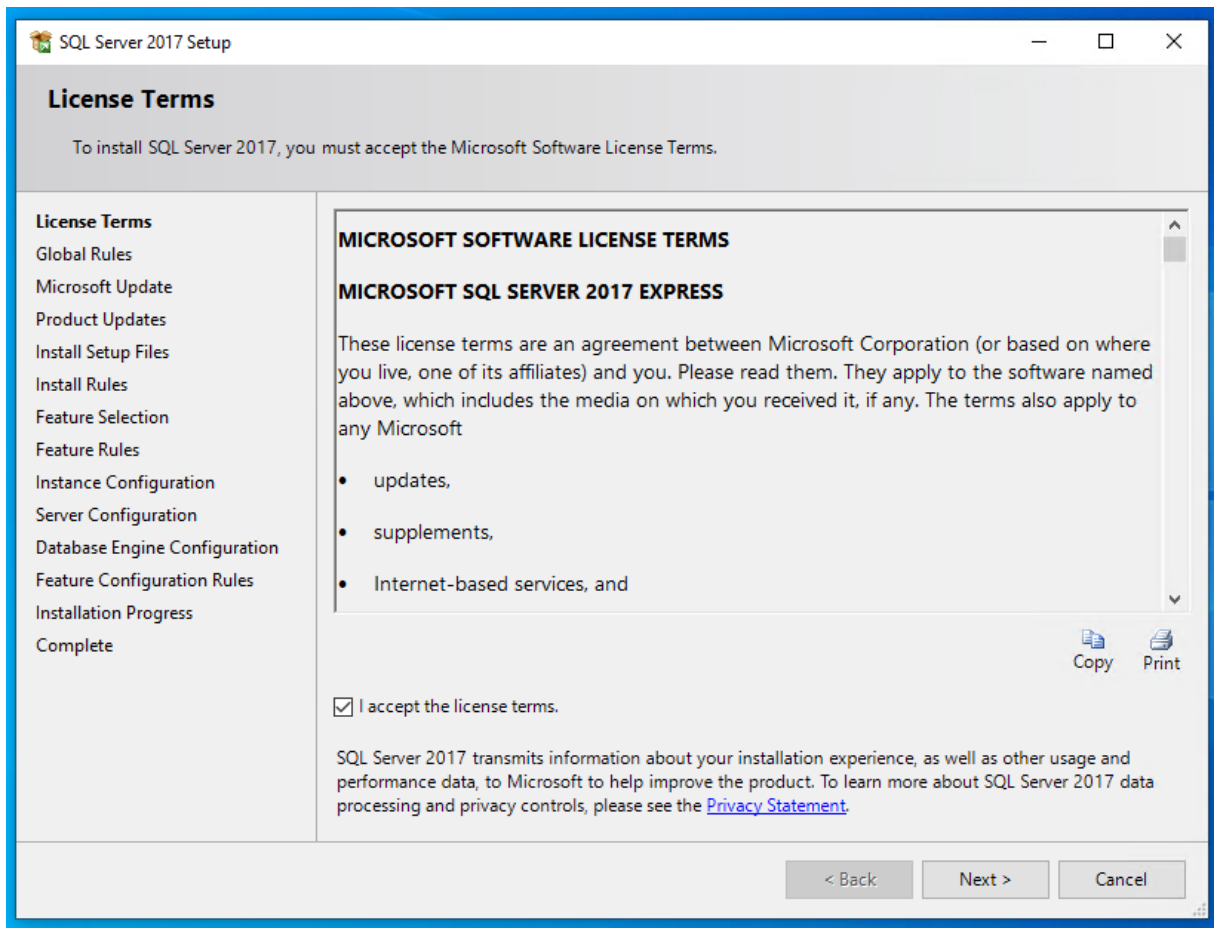 SQL Server 2017 Setup
License Terms
To install SQL Server 2017, you must accept the Microsoft Software License Terms.
License Terms
Global Rules
Microsoft Update
Product Updates
Install Setup Files
Install Rules
Feature Selection
Feature Rules
Instance Configuration
Server Configuration
Database Engine Configuration
Feature Configuration Rules
Installation Progress
Complete
MICROSOFT SOFTWARE LICENSE TERMS
MICROSOFT SQL SERVER 2017 EXPRESS
These license terms are an agreement between Microsoft Corporation (or based on where
you live, one of its affiliates) and you. Please read them. They apply to the software named
above, which includes the media on which you received it, if any. The terms also apply to
any Microsoft
• updates,
• supplements,
• Internet-based services, and
Copy Print
I accept the license terms.
SQL Server 2017 transmits information about your installation experience, as well as other usage and
performance data, to Microsoft to help improve the product. To learn more about SQL Server 2017 data
processing and privacy controls, please see the Privacy Statement.
< Back Next > Cancel